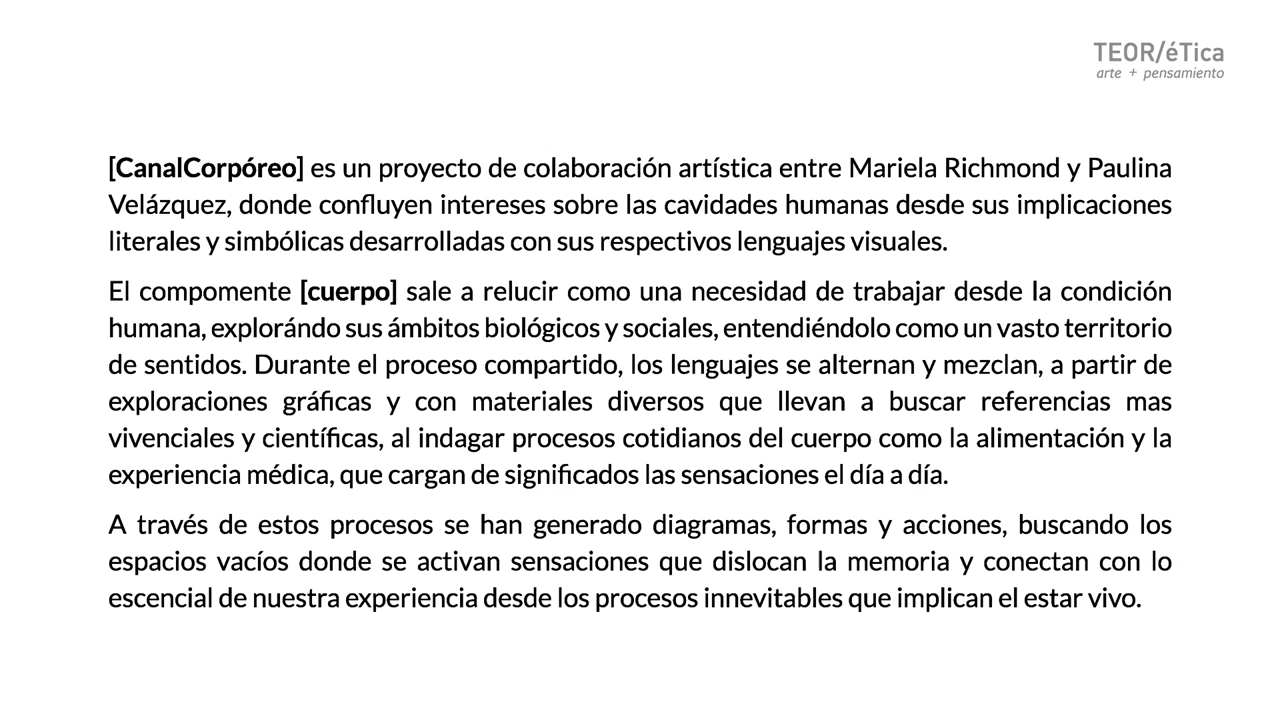 TEOR/éTica
arte + pensamiento
[CanalCorpóreo] es un proyecto de colaboración artística entre Mariela Richmond y Paulina
Velázquez, donde confluyen intereses sobre las cavidades humanas desde sus implicaciones
literales y simbólicas desarrolladas con sus respectivos lenguajes visuales.
El compomente [cuerpo] sale a relucir como una necesidad de trabajar desde la condición
humana, explorándo sus ámbitos biológicos y sociales, entendiéndolo como un vasto territorio
de sentidos. Durante el proceso compartido, los lenguajes se alternan y mezclan, a partir de
exploraciones gráficas y con materiales diversos que llevan a buscar referencias mas
vivenciales y científicas, al indagar procesos cotidianos del cuerpo como la alimentación y la
experiencia médica, que cargan de significados las sensaciones el día a día.
A través de estos procesos se han generado diagramas, formas y acciones, buscando los
espacios vacíos donde se activan sensaciones que dislocan la memoria y conectan con lo
escencial de nuestra experiencia desde los procesos innevitables que implican el estar vivo.